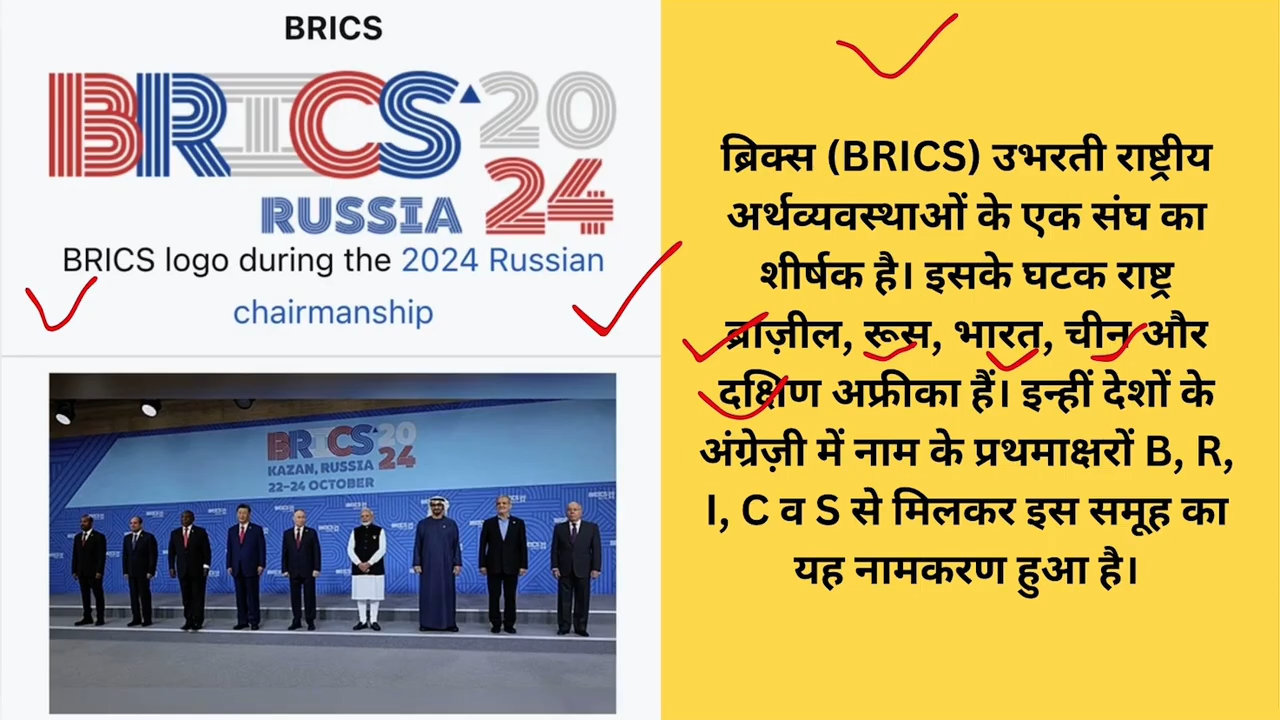 BRICS
BRICS 2024
RUSSIA
BRICS logo during the 2024 Russian
chairmanship
BRICS 2024
KAZAN, RUSSIA
22–24 OCTOBER
ब्रिक्स (BRICS) उभरती राष्ट्रीय
अर्थव्यवस्थाओं के एक संघ का
शीर्षक है। इसके घटक राष्ट्र
ब्राज़ील, रूस, भारत, चीन और
दक्षिण अफ्रीका हैं। इन्हीं देशों के
अंग्रेज़ी में नाम के प्रथमाक्षरों B, R,
I, C व S से मिलकर इस समूह का
यह नामकरण हुआ है।